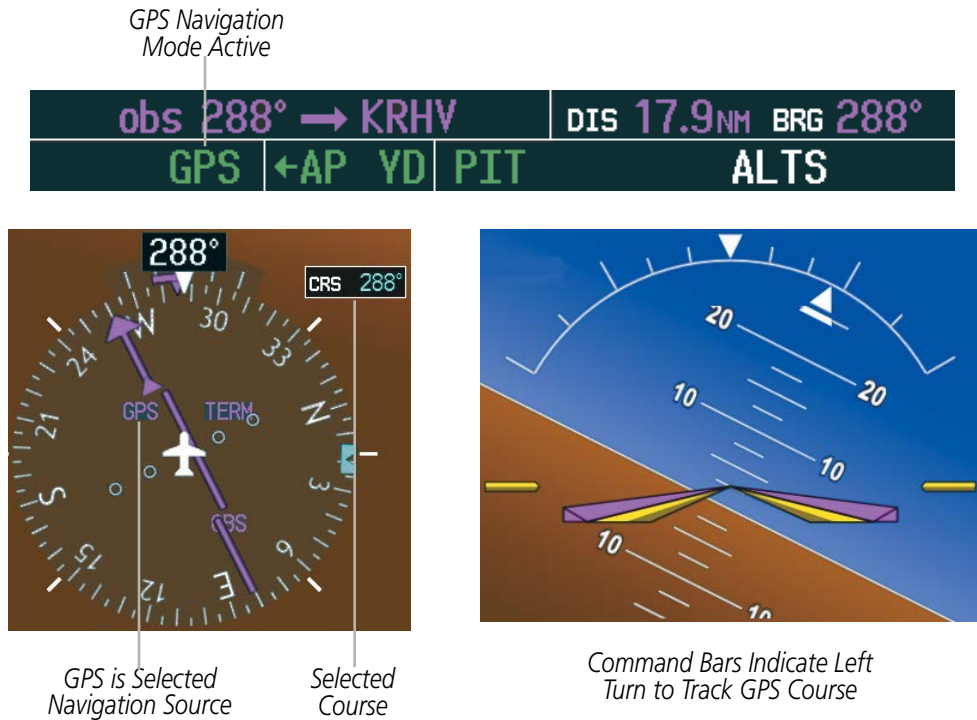 GPS Navigation
Mode Active
obs 288° → KRHV
DIS 17.9NM BRG 288°
GPS ←AP YD PIT ALTS
288°
CRS 288°
W 30 33 N 3 6 E 12 15 S 21 24
GPS TERM
OBS
20 20
10 10
10 10
GPS is Selected
Navigation Source
Selected
Course
Command Bars Indicate Left
Turn to Track GPS Course